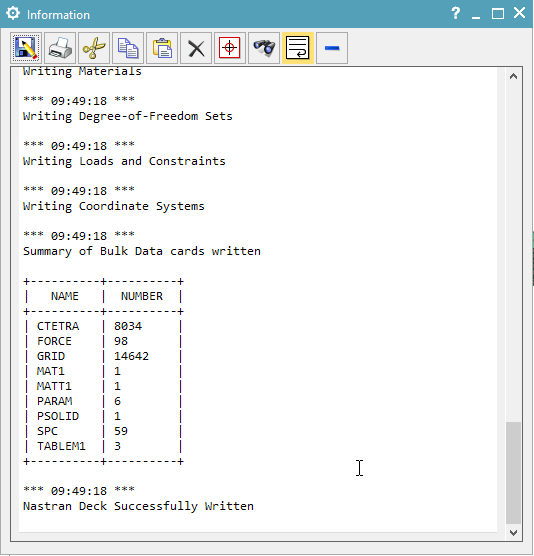 Information
Writing Materials
*** 09:49:18 ***
Writing Degree-of-Freedom Sets
*** 09:49:18 ***
Writing Loads and Constraints
*** 09:49:18 ***
Writing Coordinate Systems
*** 09:49:18 ***
Summary of Bulk Data cards written
+----------+----------+
|   NAME   |  NUMBER  |
+----------+----------+
| CTETRA   | 8034     |
| FORCE    | 98       |
| GRID     | 14642    |
| MAT1     | 1        |
| MATT1    | 1        |
| PARAM    | 6        |
| PSOLID   | 1        |
| SPC      | 59       |
| TABLEM1  | 3        |
+----------+----------+
*** 09:49:18 ***
Nastran Deck Successfully Written